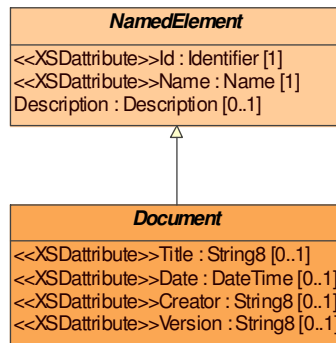 NamedElement
<<XSDattribute>>Id : Identifier [1]
<<XSDattribute>>Name : Name [1]
Description : Description [0..1]
Document
<<XSDattribute>>Title : String8 [0..1]
<<XSDattribute>>Date : DateTime [0..1]
<<XSDattribute>>Creator : String8 [0..1]
<<XSDattribute>>Version : String8 [0..1]